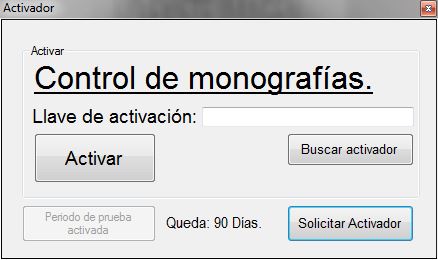 Activador
Activar
Control de monografías.
Llave de activación:
Activar
Buscar activador
Periodo de prueba
activada
Queda: 90 Días.
Solicitar Activador